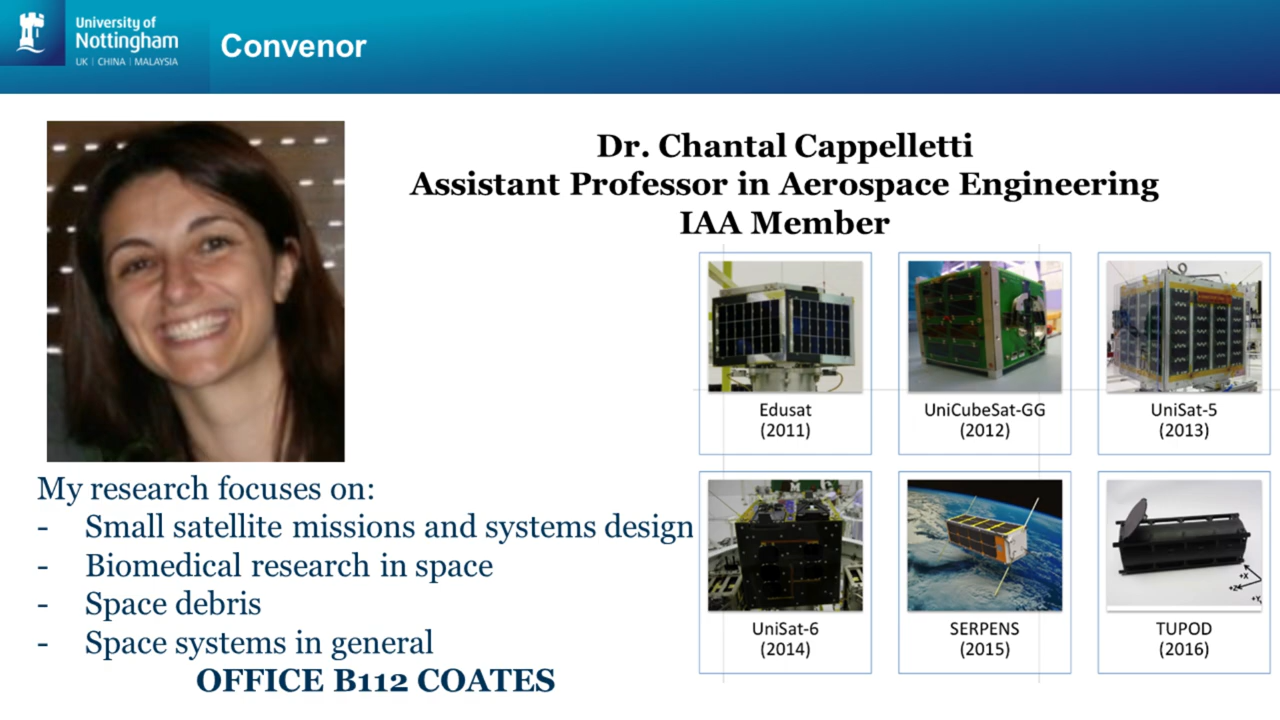 University of
Nottingham
UK | CHINA | MALAYSIA
Convenor
Dr. Chantal Cappelletti
Assistant Professor in Aerospace Engineering
IAA Member
Edusat
(2011)
UniCubeSat-GG
(2012)
UniSat-5
(2013)
UniSat-6
(2014)
SERPENS
(2015)
+X
+Z
+Y
TUPOD
(2016)
My research focuses on:
- Small satellite missions and systems design
- Biomedical research in space
- Space debris
- Space systems in general
OFFICE B112 COATES